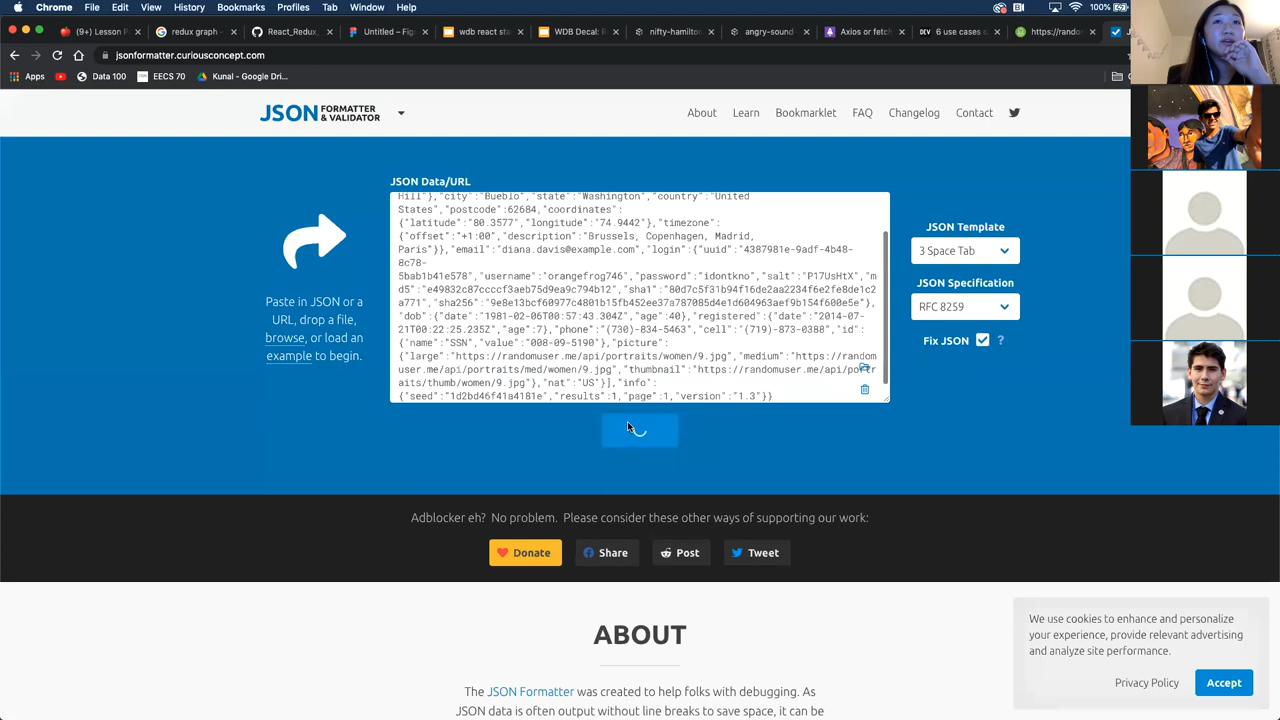 Chrome File Edit View History Bookmarks Profiles Tab Window Help 100%
(9+) Lesson F redux graph - React_Redux_ Untitled – Fig wdb react sta WDB Decal: R nifty-hamilton angry-sound- Axios or fetch 6 use cases o https://rando
jsonformatter.curiousconcept.com
Apps Data 100 EECS 70 Kunal - Google Dri...
JSON FORMATTER & VALIDATOR
About Learn Bookmarklet FAQ Changelog Contact
JSON Data/URL
Hill"},"city":"Bueblo","state":"Washington","country":"United
States","postcode":62684,"coordinates":
{"latitude":"80.3577","longitude":"74.9442"},"timezone":
{"offset":"+1:00","description":"Brussels, Copenhagen, Madrid,
Paris"}},"email":"diana.davis@example.com","login":{"uuid":"4387981e-9adf-4b48-
8c78-
5bab1b41e578","username":"orangefrog746","password":"idontkno","salt":"P17UsHtX","m
d5":"e49832c87ccccf3aeb75d9ea9c794b12","sha1":"80d7c5f31b94f16de2aa2234f6e2fe8de1c2
a771","sha256":"9e8e13bcf60977c4801b15fb452ee37a787085d4e1d604963aef9b154f600e5e"},
"dob":{"date":"1981-02-06T00:57:43.304Z","age":40},"registered":{"date":"2014-07-
21T00:22:25.235Z","age":7},"phone":"(730)-834-5463","cell":"(719)-873-0388","id":
{"name":"SSN","value":"008-09-5190"},"picture":
{"large":"https://randomuser.me/api/portraits/women/9.jpg","medium":"https://random
user.me/api/portraits/med/women/9.jpg","thumbnail":"https://randomuser.me/api/portr
aits/thumb/women/9.jpg"},"nat":"US"}],"info":
{"seed":"1d2bd46f41a4181e","results":1,"page":1,"version":"1.3"}}
Paste in JSON or a
URL, drop a file,
browse, or load an
example to begin.
JSON Template
3 Space Tab
JSON Specification
RFC 8259
Fix JSON ?
Adblocker eh? No problem. Please consider these other ways of supporting our work:
Donate Share Post Tweet
ABOUT
The JSON Formatter was created to help folks with debugging. As
JSON data is often output without line breaks to save space, it can be
We use cookies to enhance and personalize
your experience, provide relevant advertising
and analyze site performance.
Privacy Policy Accept